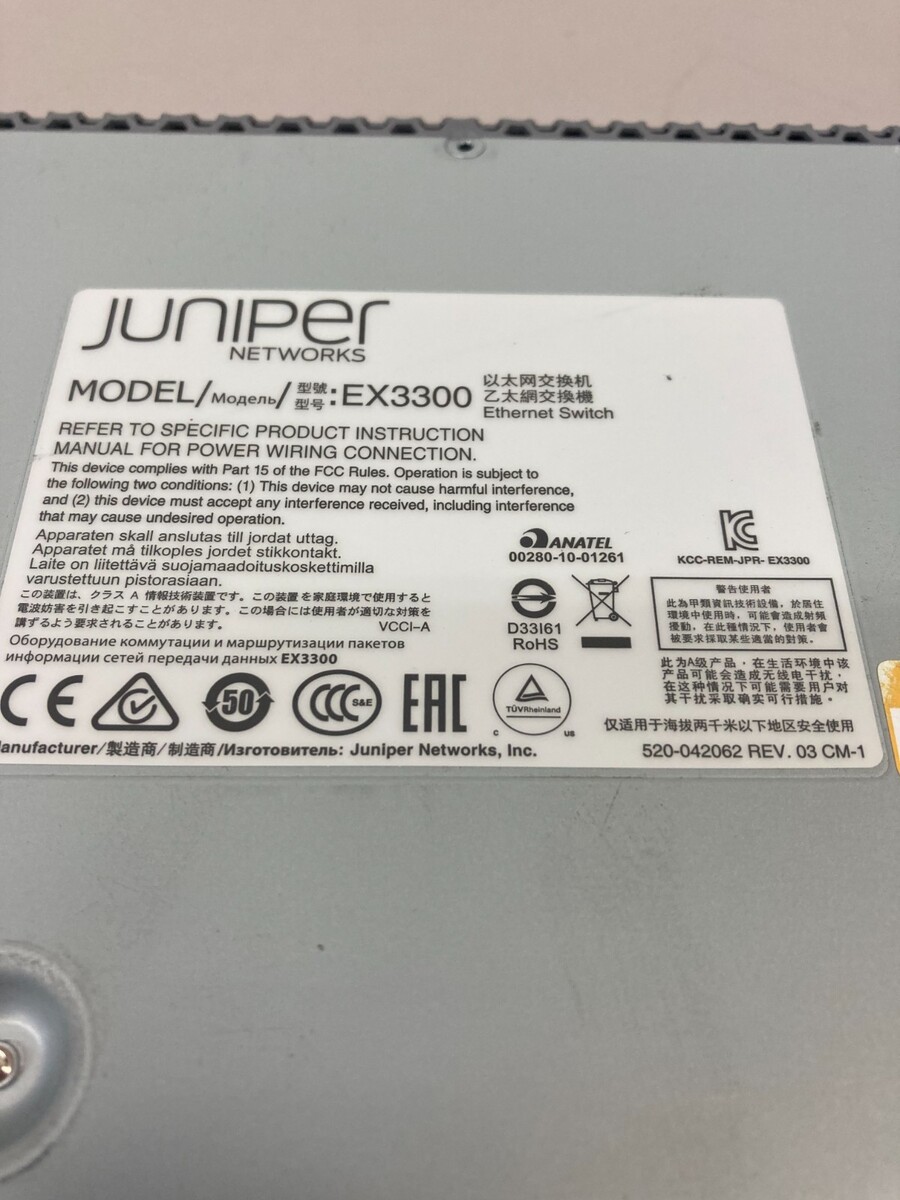 JUNIPer
NETWORKS
MODEL/Модель/型號型号:EX3300
以太网交换机
乙太網交換機
Ethernet Switch
REFER TO SPECIFIC PRODUCT INSTRUCTION
MANUAL FOR POWER WIRING CONNECTION.
This device complies with Part 15 of the FCC Rules. Operation is subject to
the following two conditions: (1) This device may not cause harmful interference,
and (2) this device must accept any interference received, including interference
that may cause undesired operation.
Apparaten skall anslutas till jordat uttag.
Apparatet må tilkoples jordet stikkontakt.
Laite on liitettävä suojamaadoituskoskettimilla
varustettuun pistorasiaan.
この装置は、クラス A 情報技術装置です。この装置を家庭環境で使用すると
電波妨害を引き起こすことがあります。この場合には使用者が適切な対策を
講ずるよう要求されることがあります。 VCCI-A
Оборудование коммутации и маршрутизации пакетов
информации сетей передачи данных EX3300
ANATEL
00280-10-01261
D33I61
RoHS
KCC-REM-JPR- EX3300
警告使用者
此為甲類資訊技術設備，於居住
環境中使用時，可能會造成射頻
擾動，在此種情況下，使用者會
被要求採取某些適當的對策。
此为A级产品，在生活环境中该
产品可能会造成无线电干扰，
在这种情况下可能需要用户对
其干扰采取确实可行措施。
CE
50
CCC S&E
EAC
TÜVRheinland
C US
仅适用于海拔两千米以下地区安全使用
anufacturer/製造商/制造商/Изготовитель: Juniper Networks, Inc.
520-042062 REV. 03 CM-1